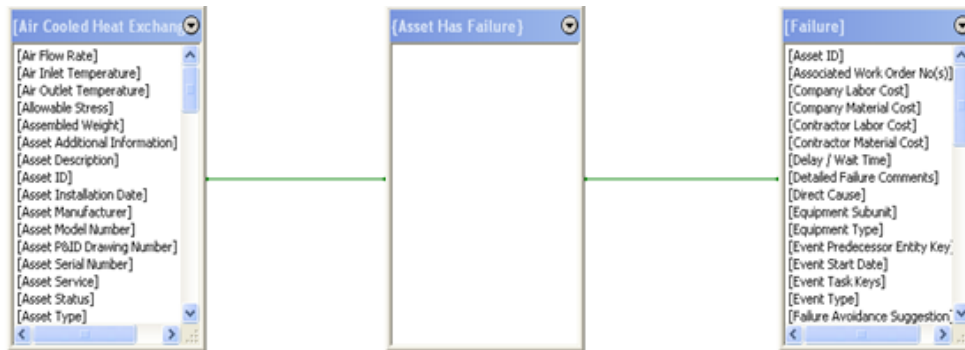 [Air Cooled Heat Exchang
[Air Flow Rate]
[Air Inlet Temperature]
[Air Outlet Temperature]
[Allowable Stress]
[Assembled Weight]
[Asset Additional Information]
[Asset Description]
[Asset ID]
[Asset Installation Date]
[Asset Manufacturer]
[Asset Model Number]
[Asset P&ID Drawing Number]
[Asset Serial Number]
[Asset Service]
[Asset Status]
[Asset Type]
{Asset Has Failure}
[Failure]
[Asset ID]
[Associated Work Order No(s)]
[Company Labor Cost]
[Company Material Cost]
[Contractor Labor Cost]
[Contractor Material Cost]
[Delay / Wait Time]
[Detailed Failure Comments]
[Direct Cause]
[Equipment Subunit]
[Equipment Type]
[Event Predecessor Entity Key]
[Event Start Date]
[Event Task Keys]
[Event Type]
[Failure Avoidance Suggestion]